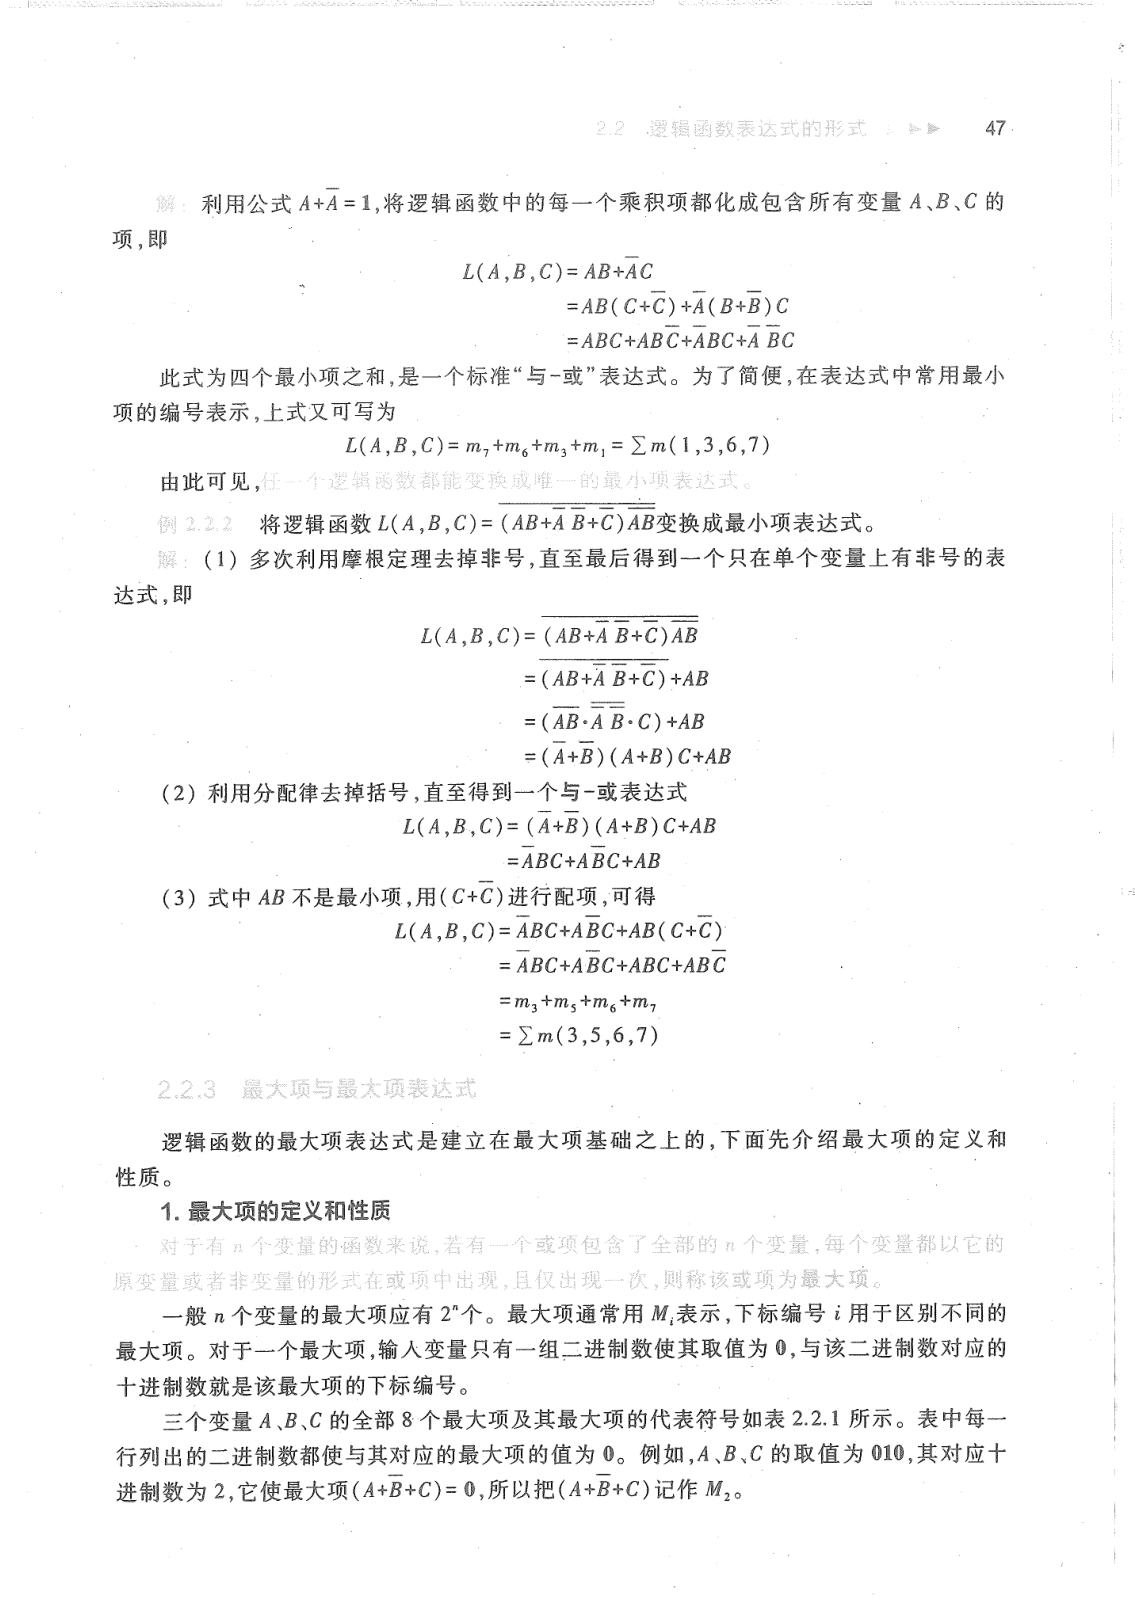 2.2 逻辑函数表达式的形式 ▶▶ 47
解：利用公式 A+A̅=1,将逻辑函数中的每一个乘积项都化成包含所有变量 A、B、C 的
项,即
L(A,B,C)= AB+A̅C
=AB(C+C̅)+A̅(B+B̅)C
=ABC+ABC̅+A̅BC+A̅ B̅C
此式为四个最小项之和,是一个标准“与-或”表达式。为了简便,在表达式中常用最小
项的编号表示,上式又可写为
L(A,B,C)= m₇+m₆+m₃+m₁= ∑m(1,3,6,7)
由此可见,任一个逻辑函数都能变换成唯一的最小项表达式。
例 2.2.2 将逻辑函数 L(A,B,C)= \overline{(AB+\overline{A}\ \overline{B}+\overline{C})\overline{AB}}变换成最小项表达式。
解：(1) 多次利用摩根定理去掉非号,直至最后得到一个只在单个变量上有非号的表
达式,即
L(A,B,C)= \overline{(AB+\overline{A}\ \overline{B}+\overline{C})\overline{AB}}
=\overline{(AB+\overline{A}\ \overline{B}+\overline{C})}+AB
=(\overline{AB}·\overline{\overline{A}\ \overline{B}}·C)+AB
=(A̅+B̅)(A+B)C+AB
(2) 利用分配律去掉括号,直至得到一个与-或表达式
L(A,B,C)= (A̅+B̅)(A+B)C+AB
=A̅BC+AB̅C+AB
(3) 式中 AB 不是最小项,用(C+C̅)进行配项,可得
L(A,B,C)= A̅BC+AB̅C+AB(C+C̅)
= A̅BC+AB̅C+ABC+ABC̅
=m₃+m₅+m₆+m₇
= ∑m(3,5,6,7)
2.2.3 最大项与最大项表达式
逻辑函数的最大项表达式是建立在最大项基础之上的,下面先介绍最大项的定义和
性质。
1. 最大项的定义和性质
对于有 n 个变量的函数来说,若有一个或项包含了全部的 n 个变量,每个变量都以它的
原变量或者非变量的形式在或项中出现,且仅出现一次,则称该或项为最大项。
一般 n 个变量的最大项应有 2ⁿ个。最大项通常用 Mᵢ表示,下标编号 i 用于区别不同的
最大项。对于一个最大项,输入变量只有一组二进制数使其取值为 0,与该二进制数对应的
十进制数就是该最大项的下标编号。
三个变量 A、B、C 的全部 8 个最大项及其最大项的代表符号如表 2.2.1 所示。表中每一
行列出的二进制数都使与其对应的最大项的值为 0。例如,A、B、C 的取值为 010,其对应十
进制数为 2,它使最大项(A+B̅+C)= 0,所以把(A+B̅+C)记作 M₂。